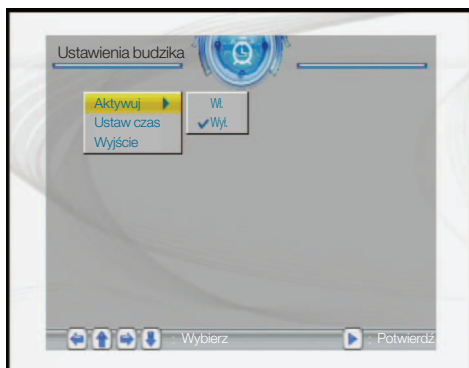 Ustawienia budzika
Aktywuj
Wł.
Ustaw czas
Wył.
Wyjście
: Wybierz
: Potwierdź